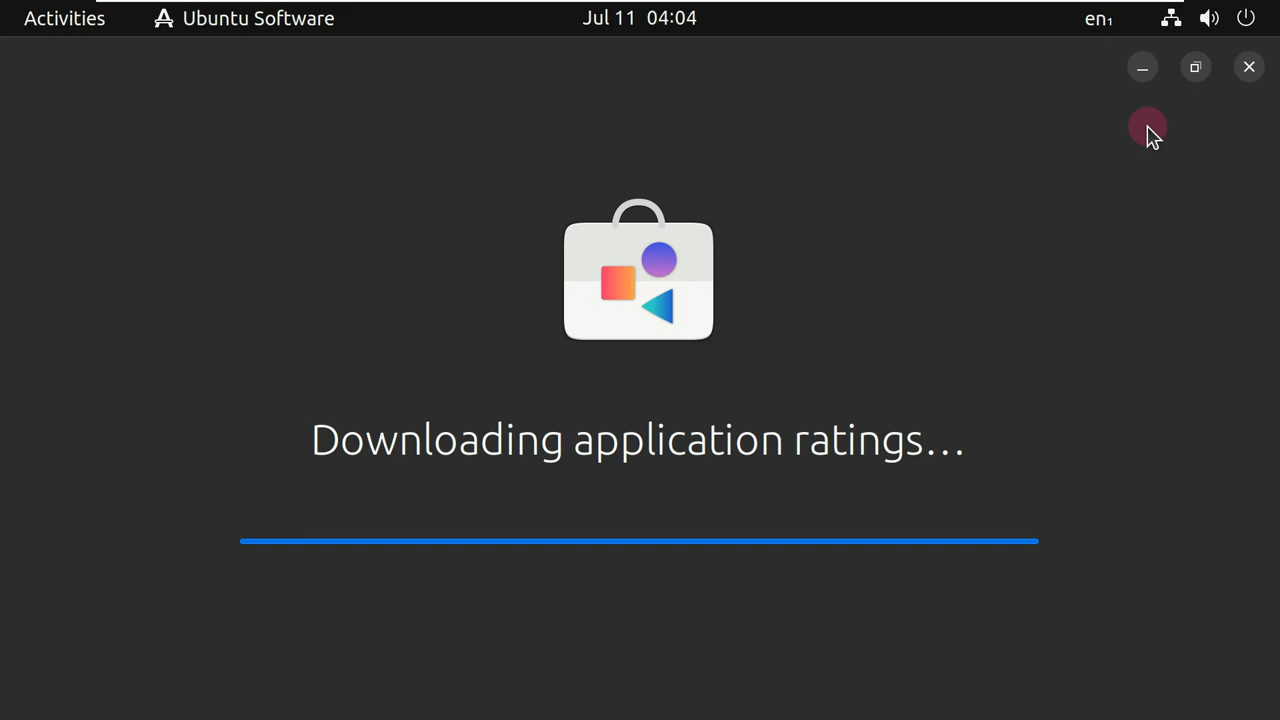 Activities Ubuntu Software Jul 11 04:04 en₁
Downloading application ratings…